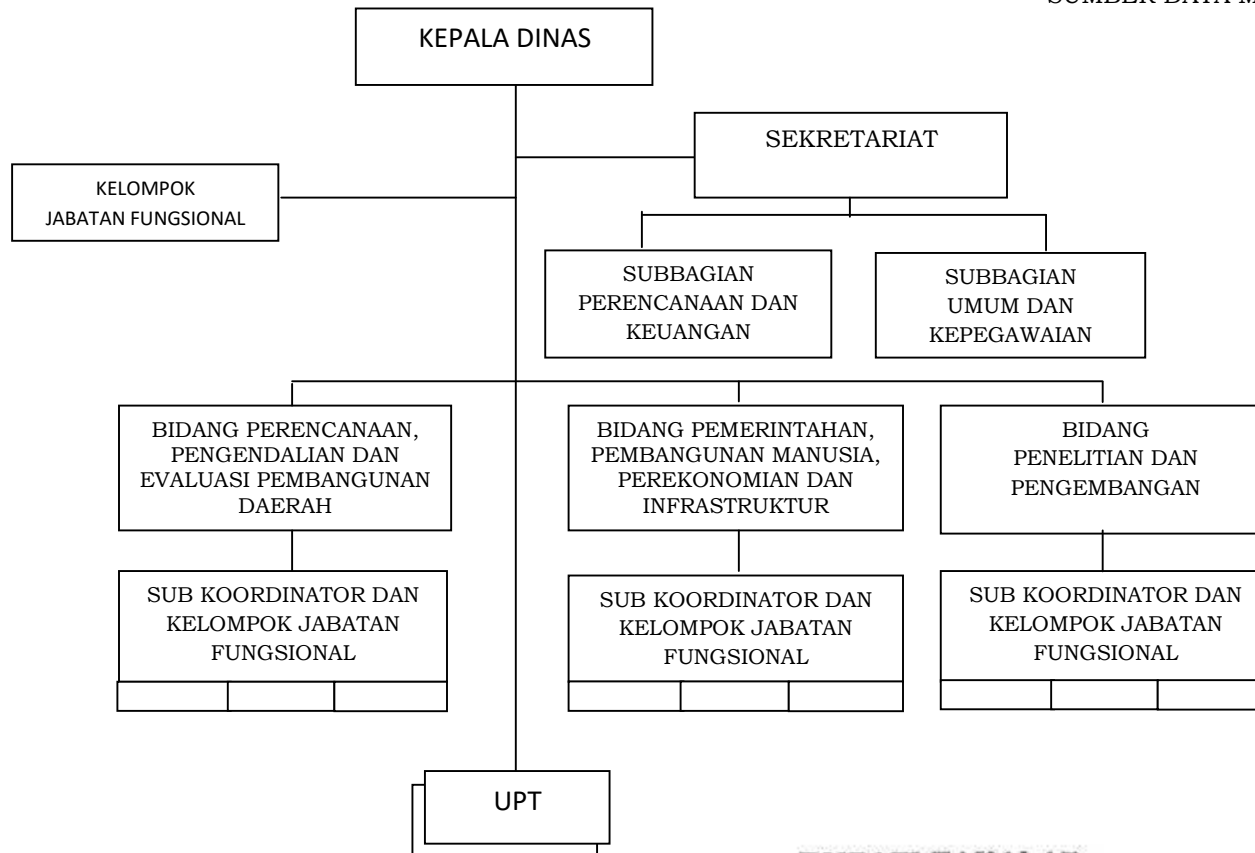 SUMBER DAYA M
KEPALA DINAS
SEKRETARIAT
KELOMPOK
JABATAN FUNGSIONAL
SUBBAGIAN
PERENCANAAN DAN
KEUANGAN
SUBBAGIAN
UMUM DAN
KEPEGAWAIAN
BIDANG PERENCANAAN,
PENGENDALIAN DAN
EVALUASI PEMBANGUNAN
DAERAH
BIDANG PEMERINTAHAN,
PEMBANGUNAN MANUSIA,
PEREKONOMIAN DAN
INFRASTRUKTUR
BIDANG
PENELITIAN DAN
PENGEMBANGAN
SUB KOORDINATOR DAN
KELOMPOK JABATAN
FUNGSIONAL
SUB KOORDINATOR DAN
KELOMPOK JABATAN
FUNGSIONAL
SUB KOORDINATOR DAN
KELOMPOK JABATAN
FUNGSIONAL
UPT